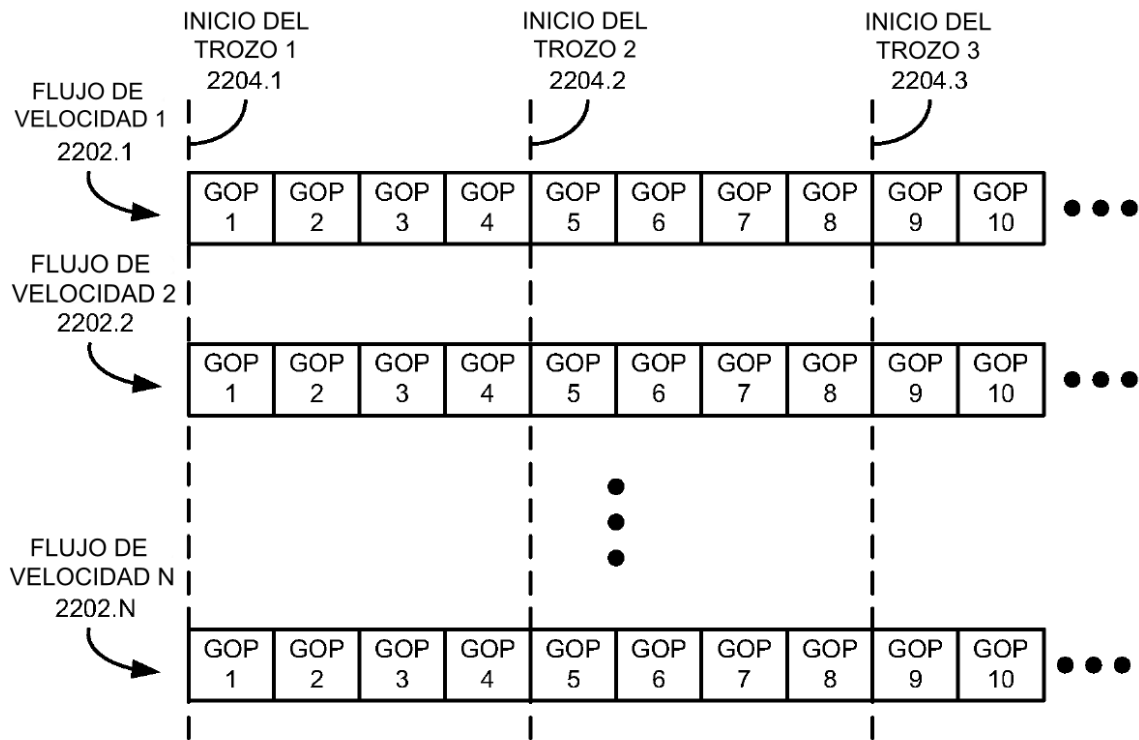 INICIO DEL
TROZO 1
2204.1
INICIO DEL
TROZO 2
2204.2
INICIO DEL
TROZO 3
2204.3
FLUJO DE
VELOCIDAD 1
2202.1
GOP GOP GOP GOP GOP GOP GOP GOP GOP GOP
1 2 3 4 5 6 7 8 9 10
FLUJO DE
VELOCIDAD 2
2202.2
GOP GOP GOP GOP GOP GOP GOP GOP GOP GOP
1 2 3 4 5 6 7 8 9 10
FLUJO DE
VELOCIDAD N
2202.N
GOP GOP GOP GOP GOP GOP GOP GOP GOP GOP
1 2 3 4 5 6 7 8 9 10